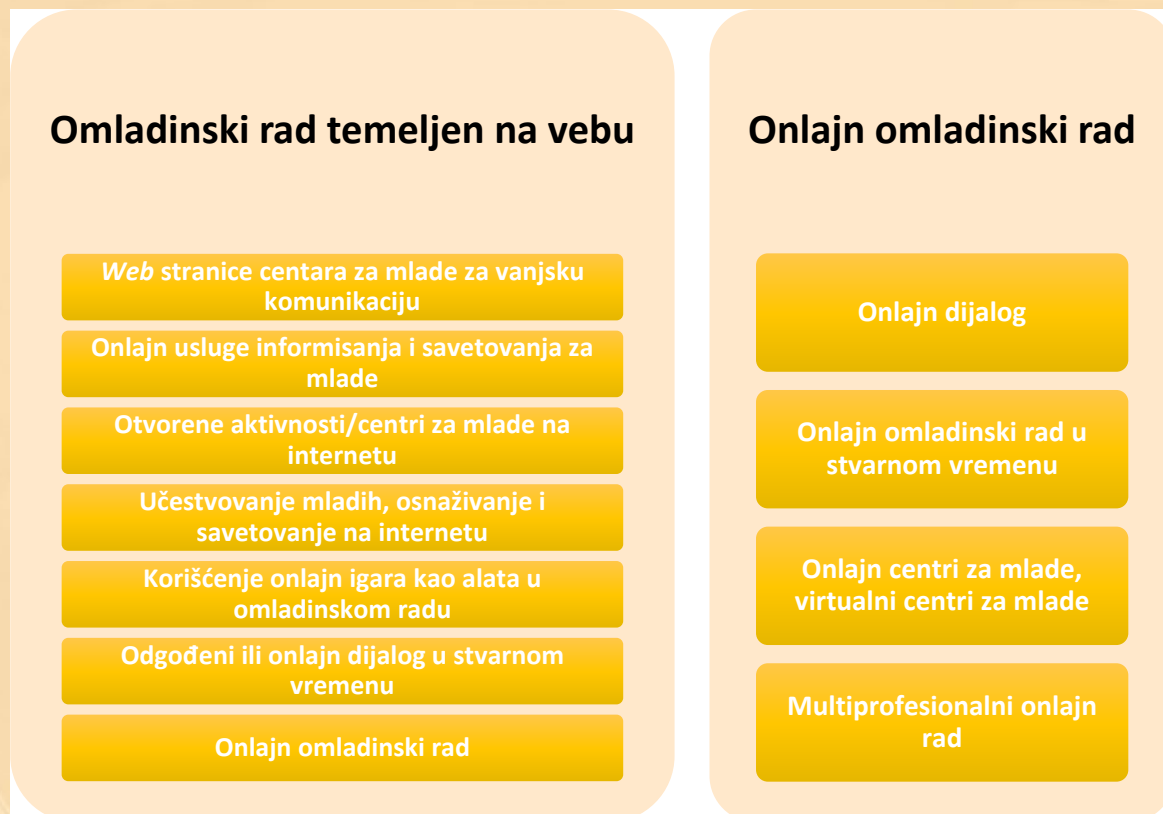 Omladinski rad temeljen na vebu
Web stranice centara za mlade za vanjsku
komunikaciju
Onlajn usluge informisanja i savetovanja za
mlade
Otvorene aktivnosti/centri za mlade na
internetu
Učestvovanje mladih, osnaživanje i
savetovanje na internetu
Korišćenje onlajn igara kao alata u
omladinskom radu
Odgođeni ili onlajn dijalog u stvarnom
vremenu
Onlajn omladinski rad
Onlajn omladinski rad
Onlajn dijalog
Onlajn omladinski rad u
stvarnom vremenu
Onlajn centri za mlade,
virtualni centri za mlade
Multiprofesionalni onlajn
rad